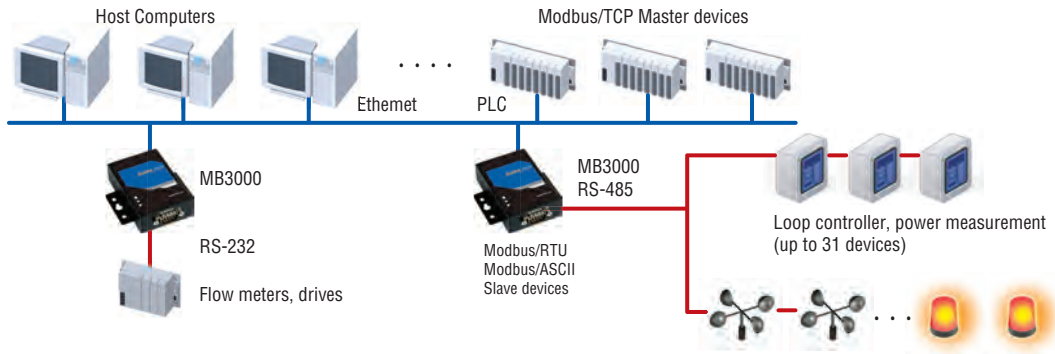 Host Computers
Modbus/TCP Master devices
. . . .
Ethemet
PLC
MB3000
MB3000
RS-485
RS-232
Loop controller, power measurement
(up to 31 devices)
Modbus/RTU
Modbus/ASCII
Slave devices
Flow meters, drives
. . .